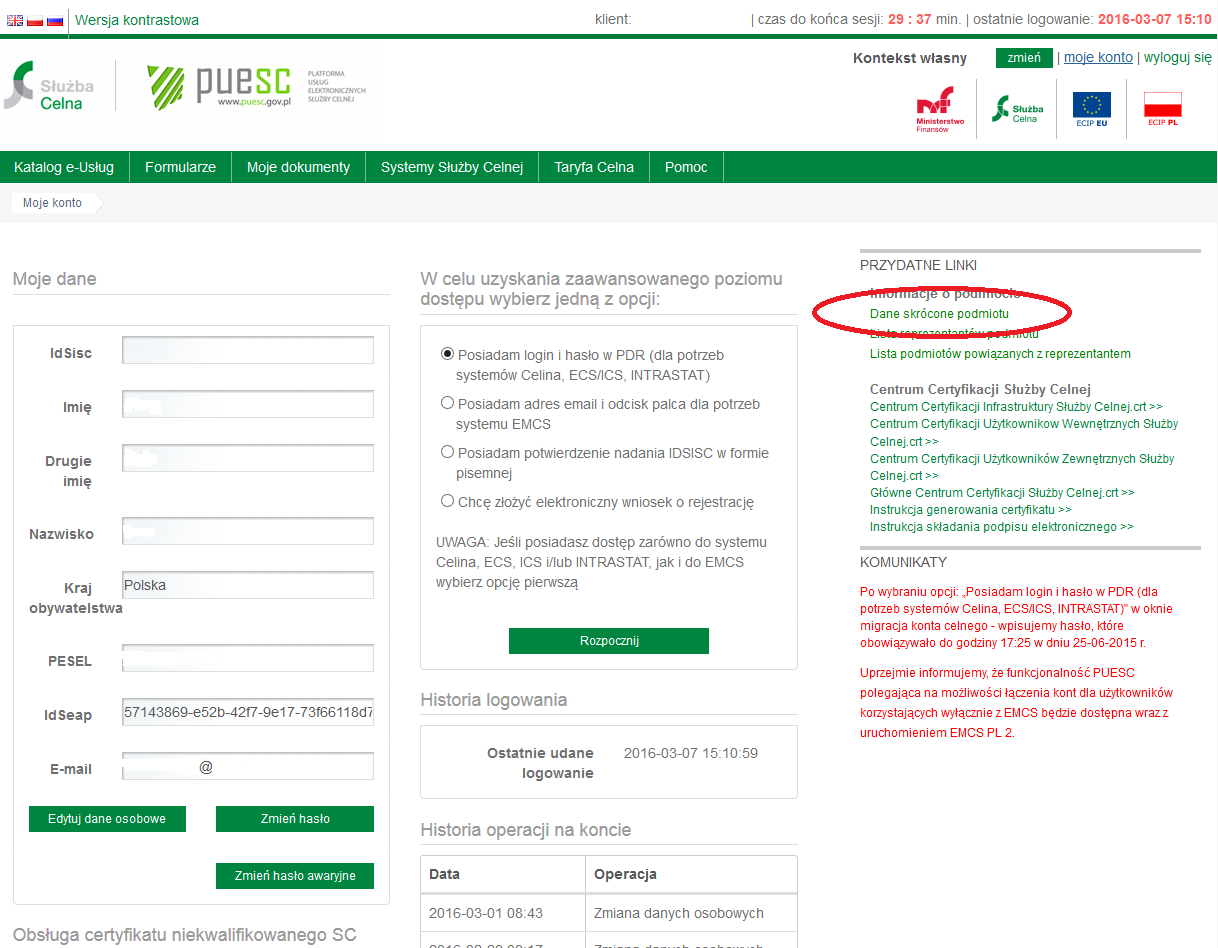 Wersja kontrastowa
klient: | czas do końca sesji: 29 : 37 min. | ostatnie logowanie: 2016-03-07 15:10
Kontekst własny zmień | moje konto | wyloguj się
Służba
Celna
puesc
www.puesc.gov.pl
PLATFORMA
USŁUG
ELEKTRONICZNYCH
SŁUŻBY CELNEJ
Ministerstwo
Finansów
Służba
Celna
ECIP EU
ECIP PL
Katalog e-Usług Formularze Moje dokumenty Systemy Służby Celnej Taryfa Celna Pomoc
Moje konto
Moje dane
IdSisc
Imię
Drugie
imię
Nazwisko
Kraj
obywatelstwa
Polska
PESEL
IdSeap 57143869-e52b-42f7-9e17-73f66118d7
E-mail @
Edytuj dane osobowe Zmień hasło
Zmień hasło awaryjne
Obsługa certyfikatu niekwalifikowanego SC
W celu uzyskania zaawansowanego poziomu
dostępu wybierz jedną z opcji:
Posiadam login i hasło w PDR (dla potrzeb
systemów Celina, ECS/ICS, INTRASTAT)
Posiadam adres email i odcisk palca dla potrzeb
systemu EMCS
Posiadam potwierdzenie nadania IDSISC w formie
pisemnej
Chcę złożyć elektroniczny wniosek o rejestrację
UWAGA: Jeśli posiadasz dostęp zarówno do systemu
Celina, ECS, ICS i/lub INTRASTAT, jak i do EMCS
wybierz opcję pierwszą
Rozpocznij
Historia logowania
Ostatnie udane
logowanie
2016-03-07 15:10:59
Historia operacji na koncie
Data Operacja
2016-03-01 08:43 Zmiana danych osobowych
PRZYDATNE LINKI
Informacje o podmiocie
Dane skrócone podmiotu
Lista reprezentantów podmiotu
Lista podmiotów powiązanych z reprezentantem
Centrum Certyfikacji Służby Celnej
Centrum Certyfikacji Infrastruktury Służby Celnej.crt >>
Centrum Certyfikacji Użytkownikow Wewnętrznych Służby
Celnej.crt >>
Centrum Certyfikacji Użytkowników Zewnętrznych Służby
Celnej.crt >>
Główne Centrum Certyfikacji Służby Celnej.crt >>
Instrukcja generowania certyfikatu >>
Instrukcja składania podpisu elektronicznego >>
KOMUNIKATY
Po wybraniu opcji: „Posiadam login i hasło w PDR (dla
potrzeb systemów Celina, ECS/ICS, INTRASTAT)" w oknie
migracja konta celnego - wpisujemy hasło, które
obowiązywało do godziny 17:25 w dniu 25-06-2015 r.
Uprzejmie informujemy, że funkcjonalność PUESC
polegająca na możliwości łączenia kont dla użytkowników
korzystających wyłącznie z EMCS będzie dostępna wraz z
uruchomieniem EMCS PL 2.